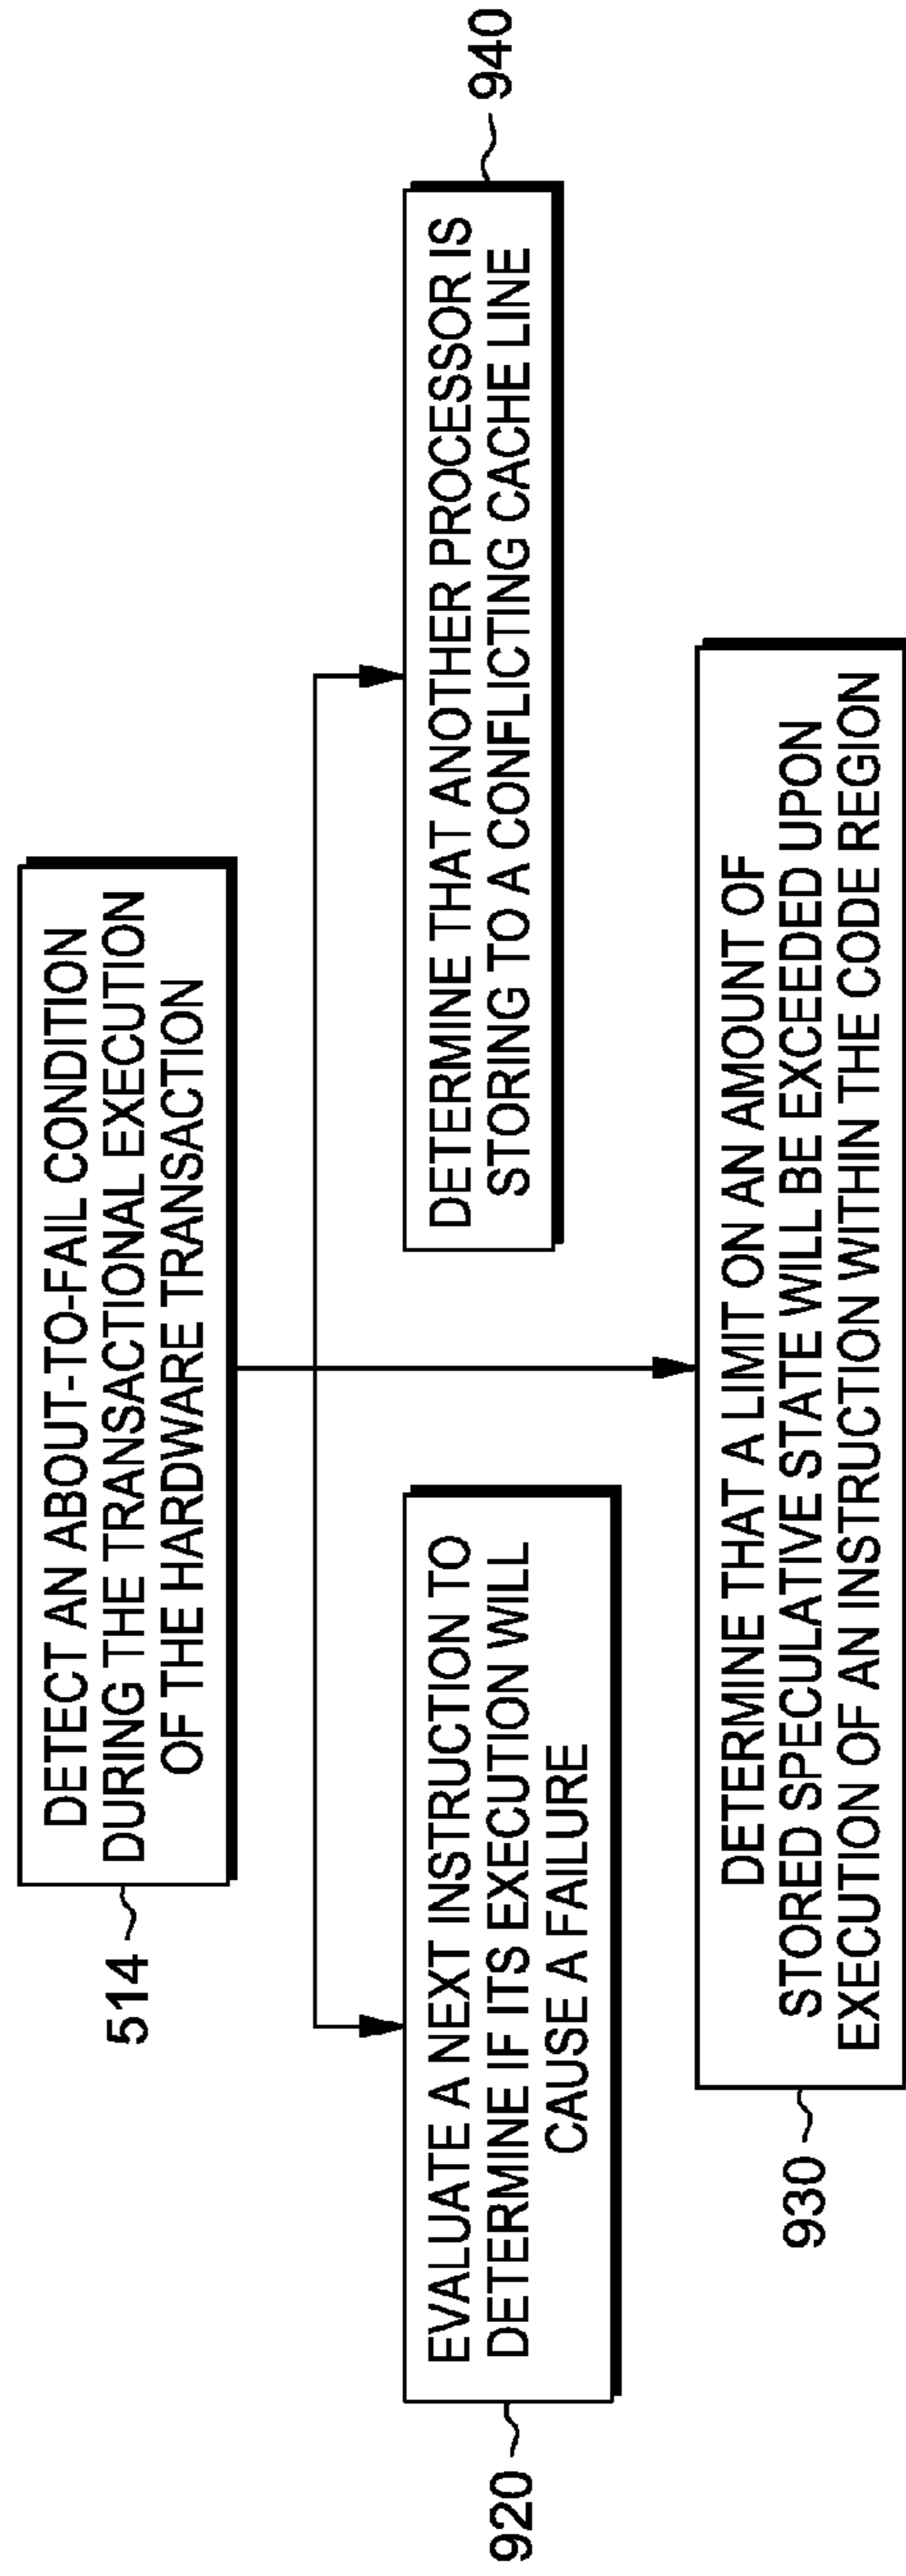 514
DETECT AN ABOUT-TO-FAIL CONDITION
DURING THE TRANSACTIONAL EXECUTION
OF THE HARDWARE TRANSACTION
920
EVALUATE A NEXT INSTRUCTION TO
DETERMINE IF ITS EXECUTION WILL
CAUSE A FAILURE
DETERMINE THAT ANOTHER PROCESSOR IS
STORING TO A CONFLICTING CACHE LINE
940
930
DETERMINE THAT A LIMIT ON AN AMOUNT OF
STORED SPECULATIVE STATE WILL BE EXCEEDED UPON
EXECUTION OF AN INSTRUCTION WITHIN THE CODE REGION